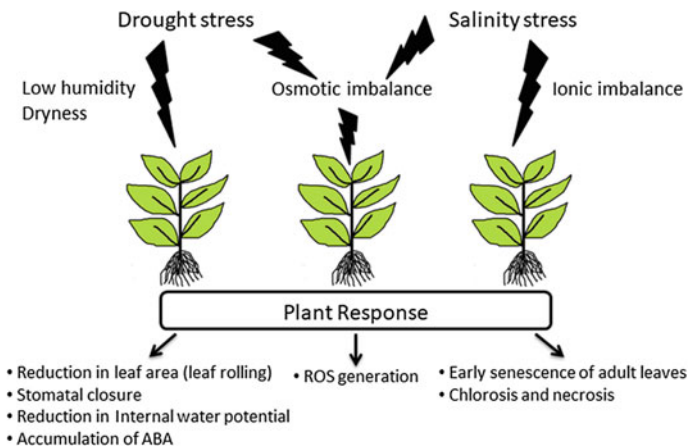 Drought stress
Salinity stress
Low humidity
Dryness
Osmotic imbalance
Ionic imbalance
Plant Response
• Reduction in leaf area (leaf rolling)
• Stomatal closure
• Reduction in Internal water potential
• Accumulation of ABA
• ROS generation
• Early senescence of adult leaves
• Chlorosis and necrosis